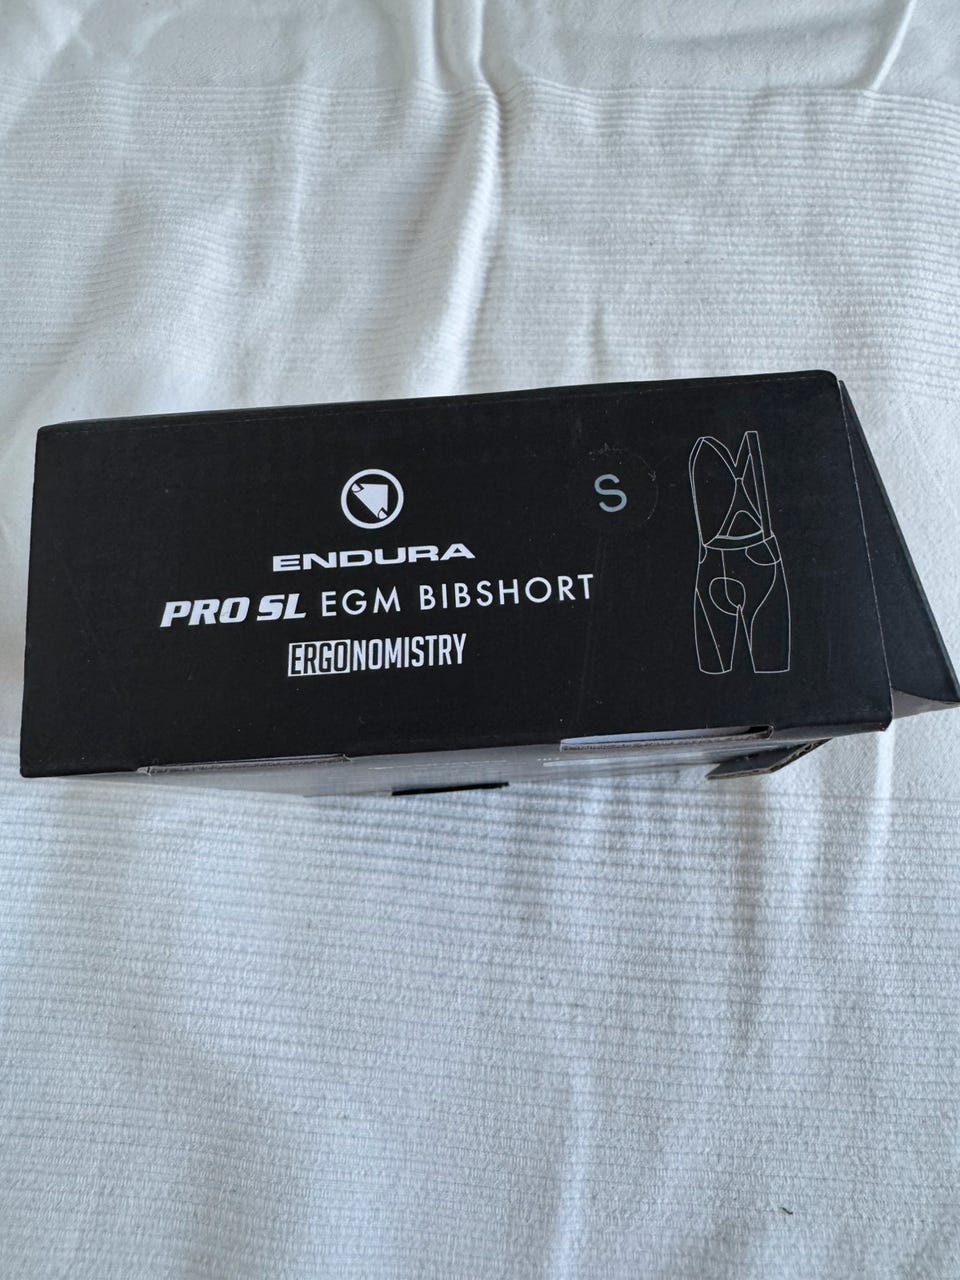 ENDURA
PRO SL EGM BIBSHORT
ERGONOMISTRY
S